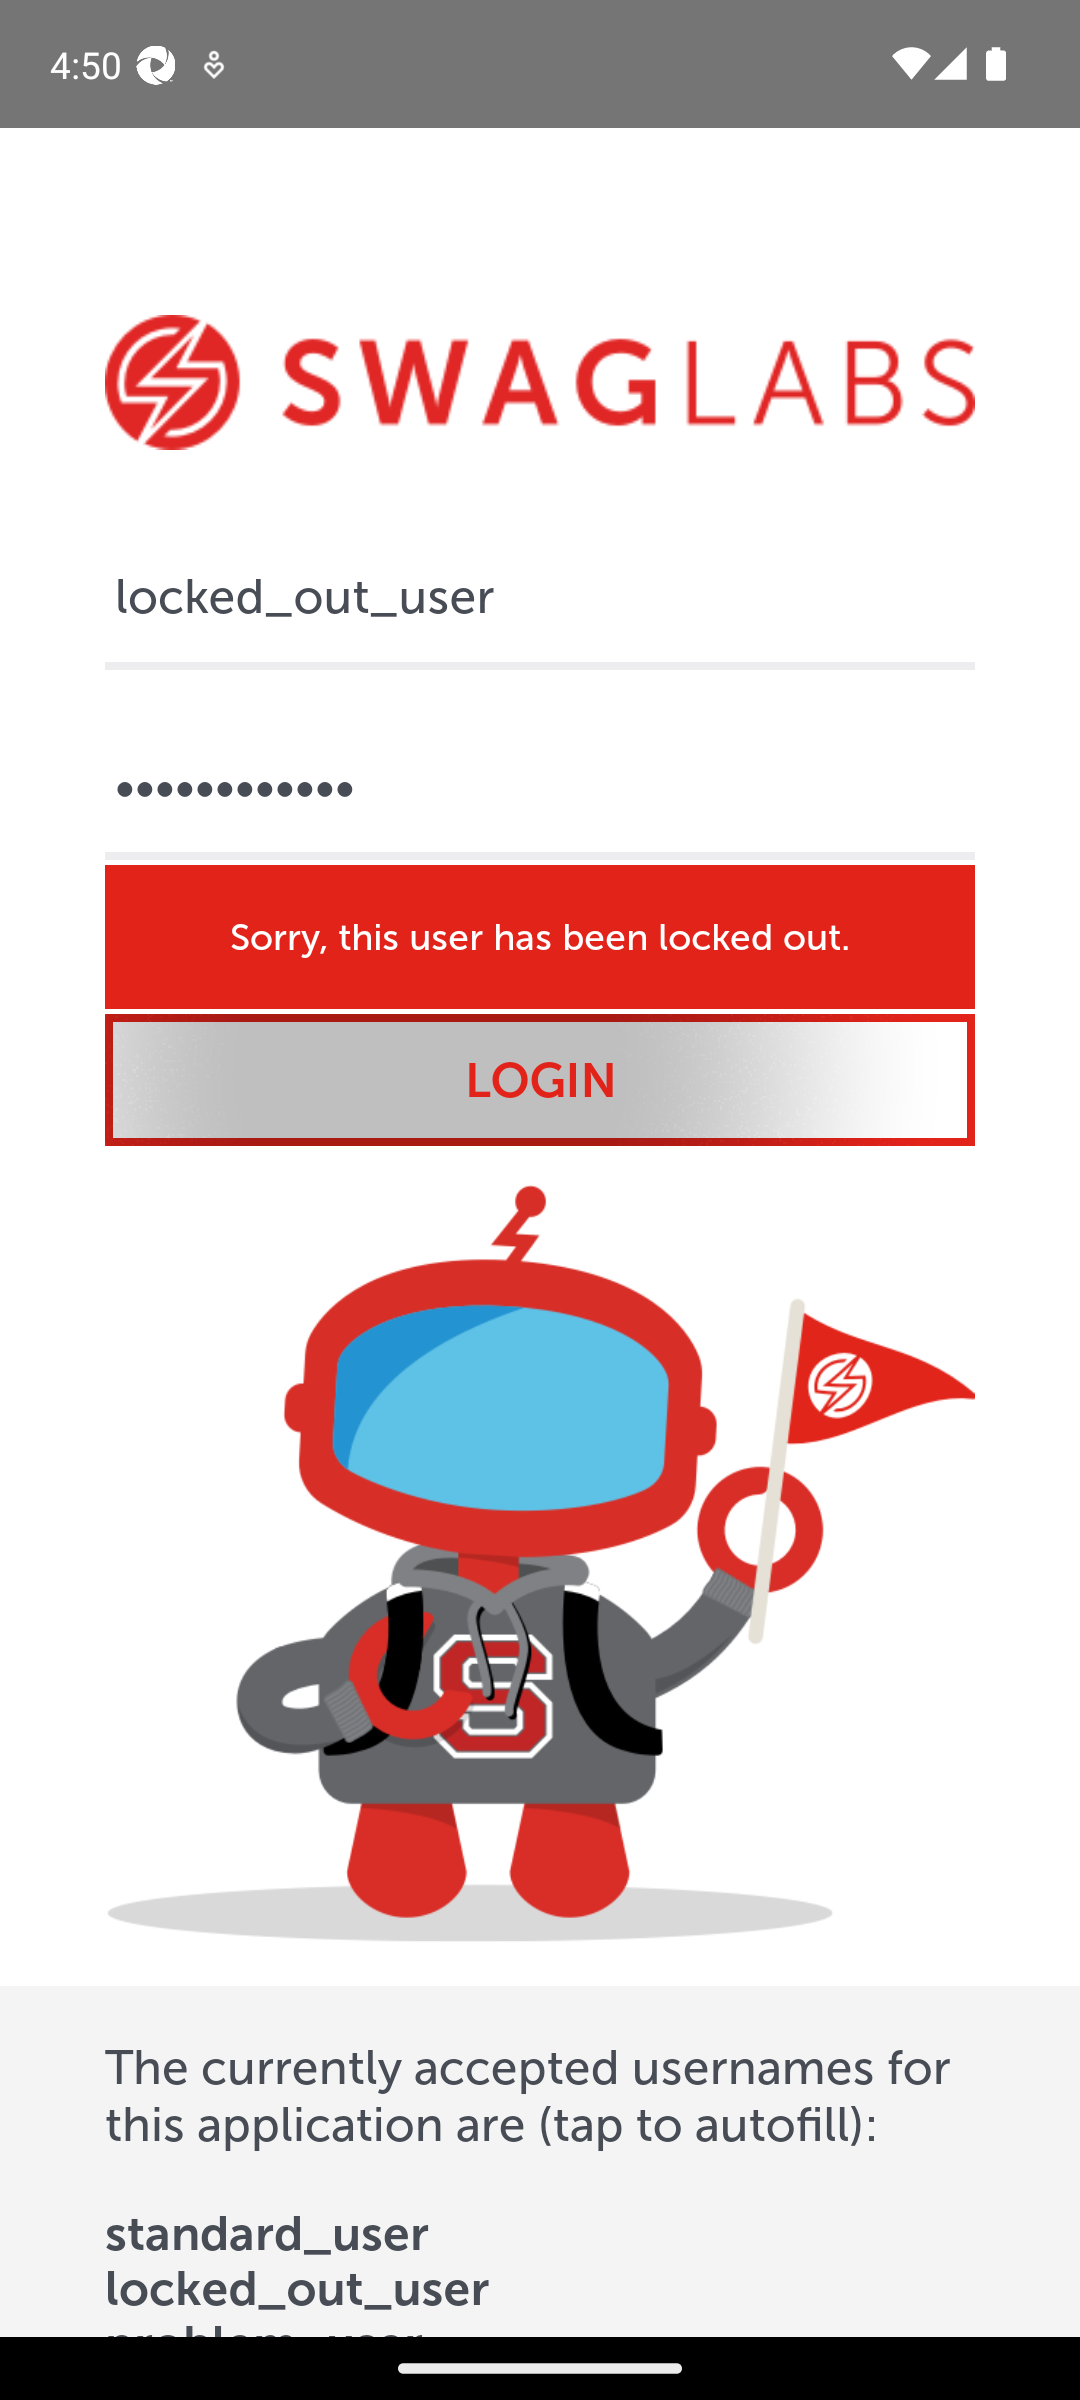 4:50
SWAGLABS
locked_out_user
••••••••••••
Sorry, this user has been locked out.
LOGIN
S
The currently accepted usernames for
this application are (tap to autofill):
standard_user
locked_out_user